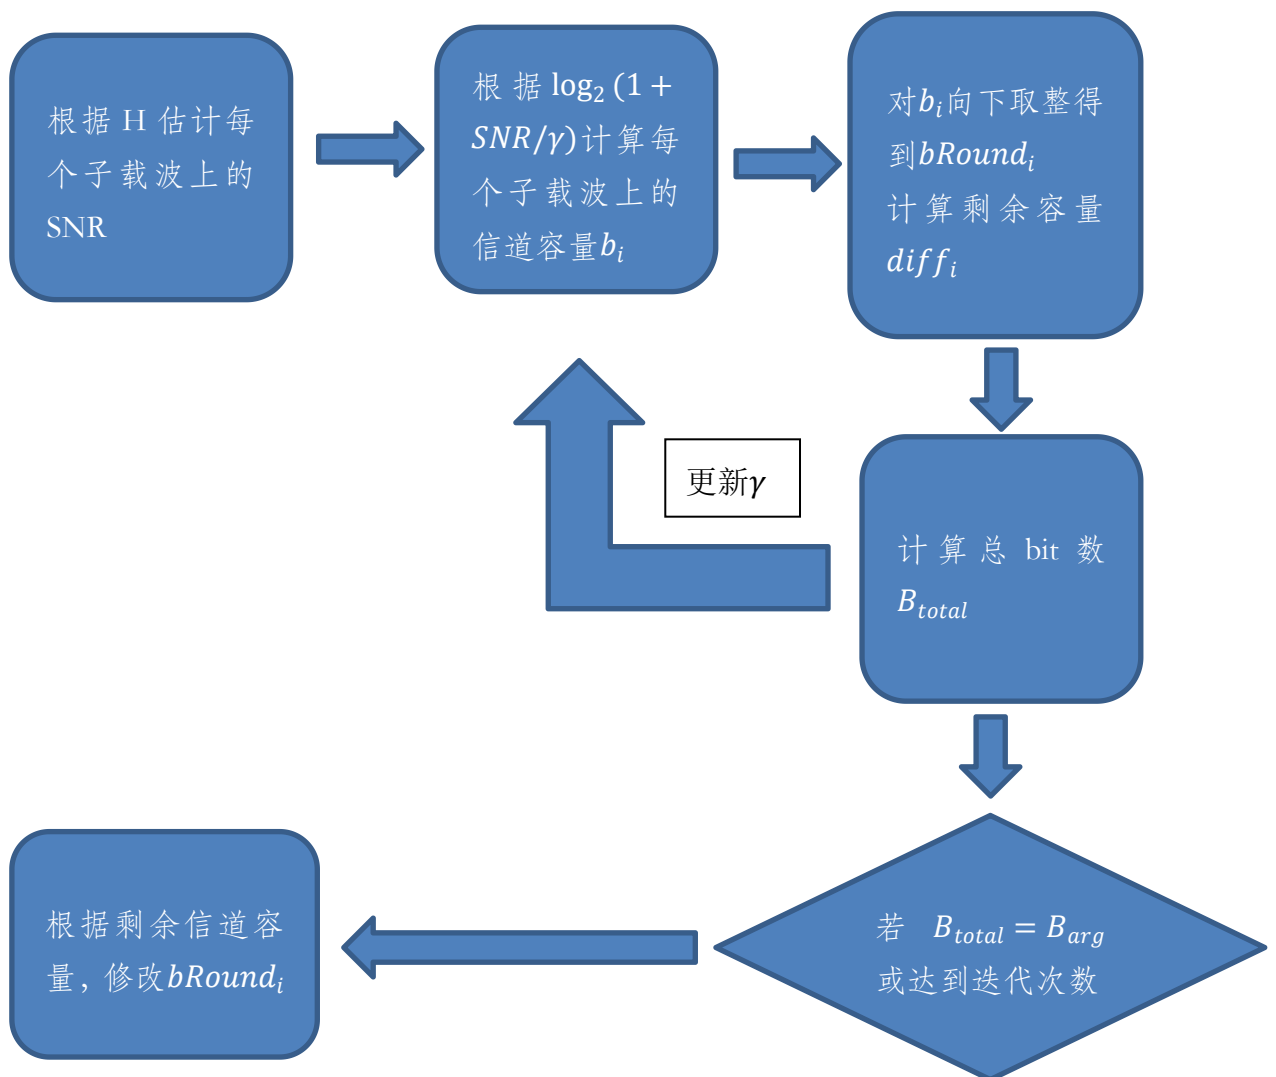 根据 H 估计每
个子载波上的
SNR
根据 log₂ (1 +
SNR/γ)计算每
个子载波上的
信道容量bᵢ
对bᵢ向下取整得
到bRoundᵢ
计算剩余容量
diffᵢ
更新γ
计算总 bit 数
B_total
若 B_total = B_arg
或达到迭代次数
根据剩余信道容
量，修改bRoundᵢ